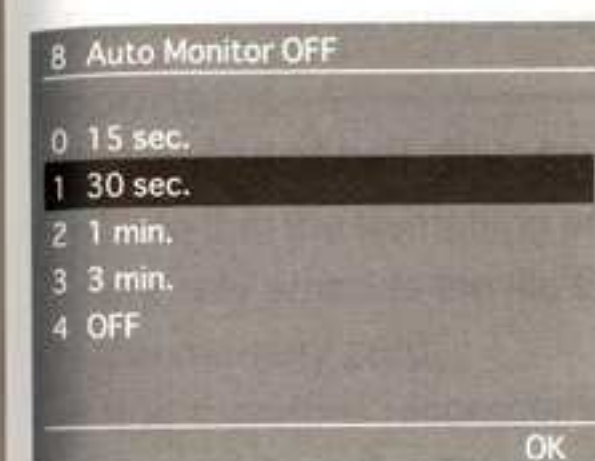 8 Auto Monitor OFF
0 15 sec.
1 30 sec.
2 1 min.
3 3 min.
4 OFF
OK